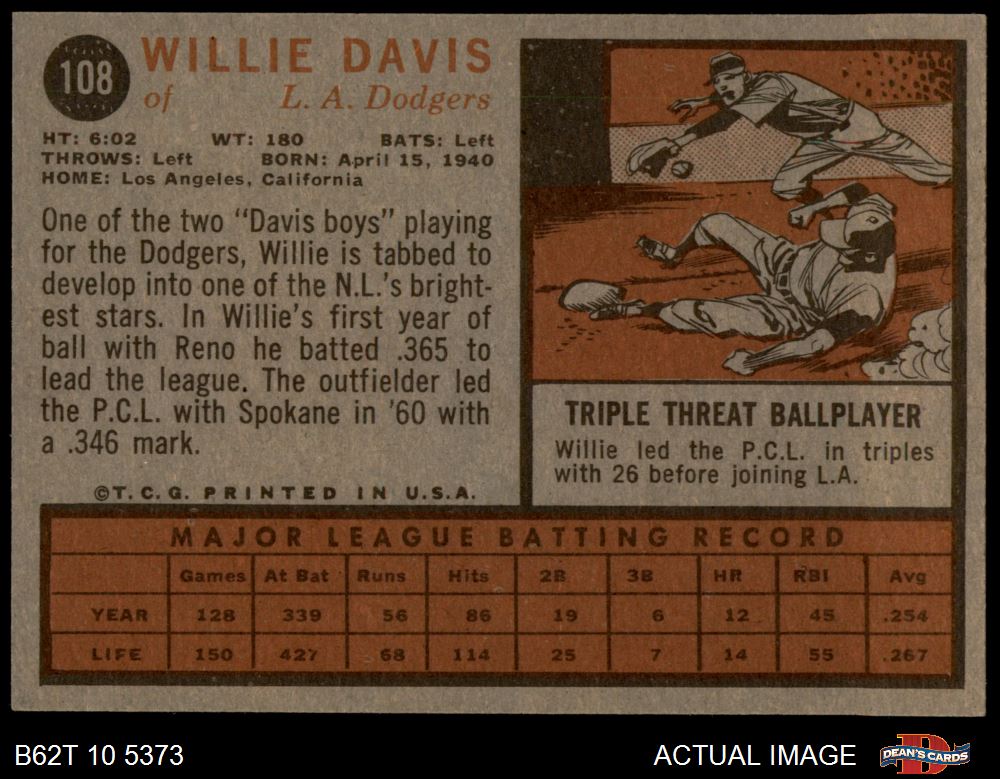 108
WILLIE DAVIS
of L. A. Dodgers
HT: 6:02 WT: 180 BATS: Left
THROWS: Left BORN: April 15, 1940
HOME: Los Angeles, California
One of the two "Davis boys" playing
for the Dodgers, Willie is tabbed to
develop into one of the N.L.'s bright-
est stars. In Willie's first year of
ball with Reno he batted .365 to
lead the league. The outfielder led
the P.C.L. with Spokane in '60 with
a .346 mark.
©T.C.G. PRINTED IN U.S.A.
TRIPLE THREAT BALLPLAYER
Willie led the P.C.L. in triples
with 26 before joining L.A.
MAJOR LEAGUE BATTING RECORD
Games At Bat Runs Hits 2B 3B HR RBI Avg
YEAR 128 339 56 86 19 6 12 45 .254
LIFE 150 427 68 114 25 7 14 55 .267
B62T 10 5373 ACTUAL IMAGE DEAN'S CARDS